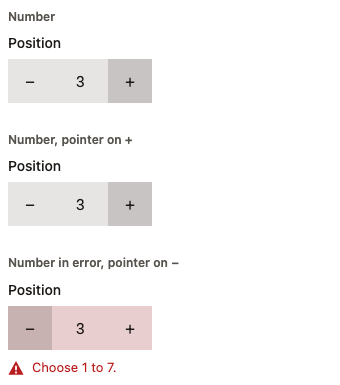 Number
Position
− 3 +
Number, pointer on +
Position
− 3 +
Number in error, pointer on −
Position
− 3 +
Choose 1 to 7.